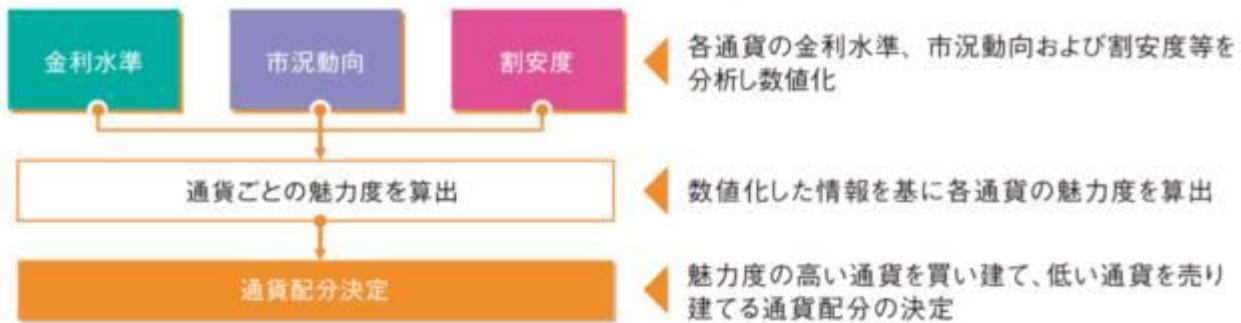 金利水準
市況動向
割安度
各通貨の金利水準、市況動向および割安度等を
分析し数値化
通貨ごとの魅力度を算出
数値化した情報を基に各通貨の魅力度を算出
通貨配分決定
魅力度の高い通貨を買い建て、低い通貨を売り
建てる通貨配分の決定